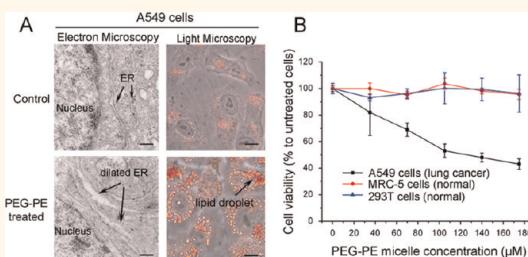 A
A549 cells
Electron Microscopy Light Microscopy
Control
ER
Nucleus
PEG-PE treated
dilated ER
Nucleus
lipid droplet
B
Cell viability (% to untreated cells)
120
100
80
60
40
20
0
A549 cells (lung cancer)
MRC-5 cells (normal)
293T cells (normal)
0 20 40 60 80 100 120 140 160 180
PEG-PE micelle concentration (μM)